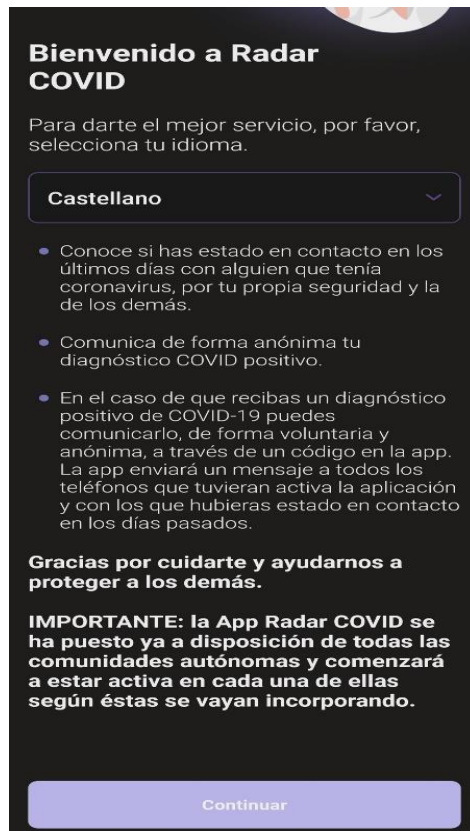 Bienvenido a Radar
COVID
Para darte el mejor servicio, por favor,
selecciona tu idioma.
Castellano
Conoce si has estado en contacto en los
últimos días con alguien que tenía
coronavirus, por tu propia seguridad y la
de los demás.
Comunica de forma anónima tu
diagnóstico COVID positivo.
En el caso de que recibas un diagnóstico
positivo de COVID-19 puedes
comunicarlo, de forma voluntaria y
anónima, a través de un código en la app.
La app enviará un mensaje a todos los
teléfonos que tuvieran activa la aplicación
y con los que hubieras estado en contacto
en los días pasados.
Gracias por cuidarte y ayudarnos a
proteger a los demás.
IMPORTANTE: la App Radar COVID se
ha puesto ya a disposición de todas las
comunidades autónomas y comenzará
a estar activa en cada una de ellas
según éstas se vayan incorporando.
Continuar